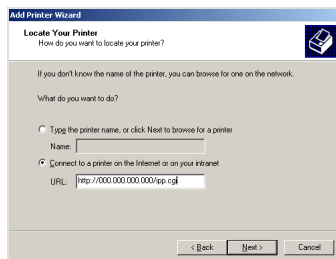 Add Printer Wizard
Locate Your Printer
How do you want to locate your printer?
If you don't know the name of the printer, you can browse for one on the network.
What do you want to do?
Type the printer name, or click Next to browse for a printer
Name:
Connect to a printer on the Internet or on your intranet
URL: http://000.000.000.000/ipp.cgi
< Back Next > Cancel